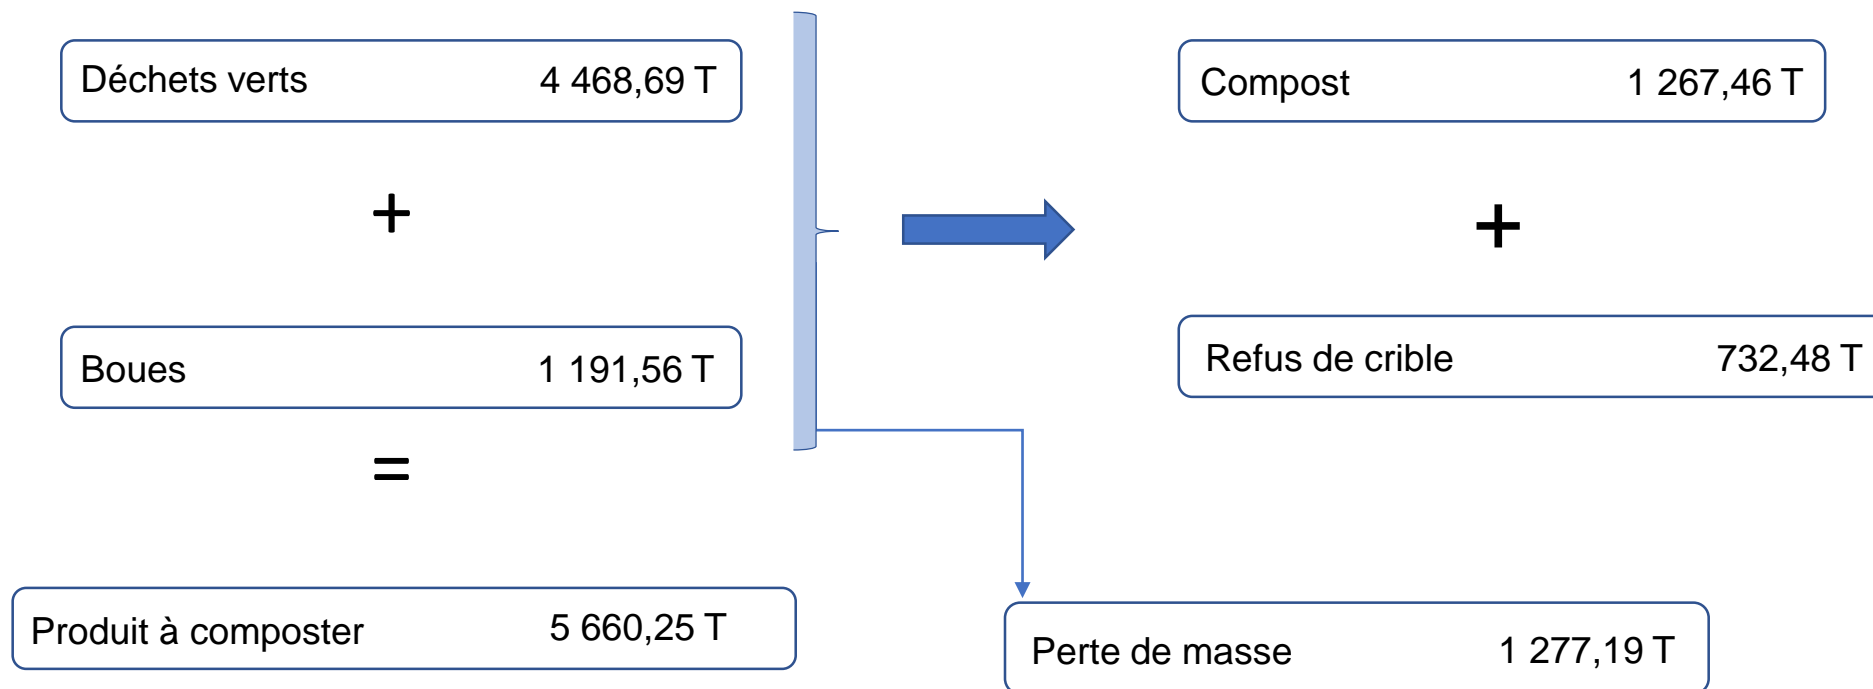 Déchets verts 4 468,69 T
+
Boues 1 191,56 T
=
Produit à composter 5 660,25 T
Compost 1 267,46 T
+
Refus de crible 732,48 T
Perte de masse 1 277,19 T